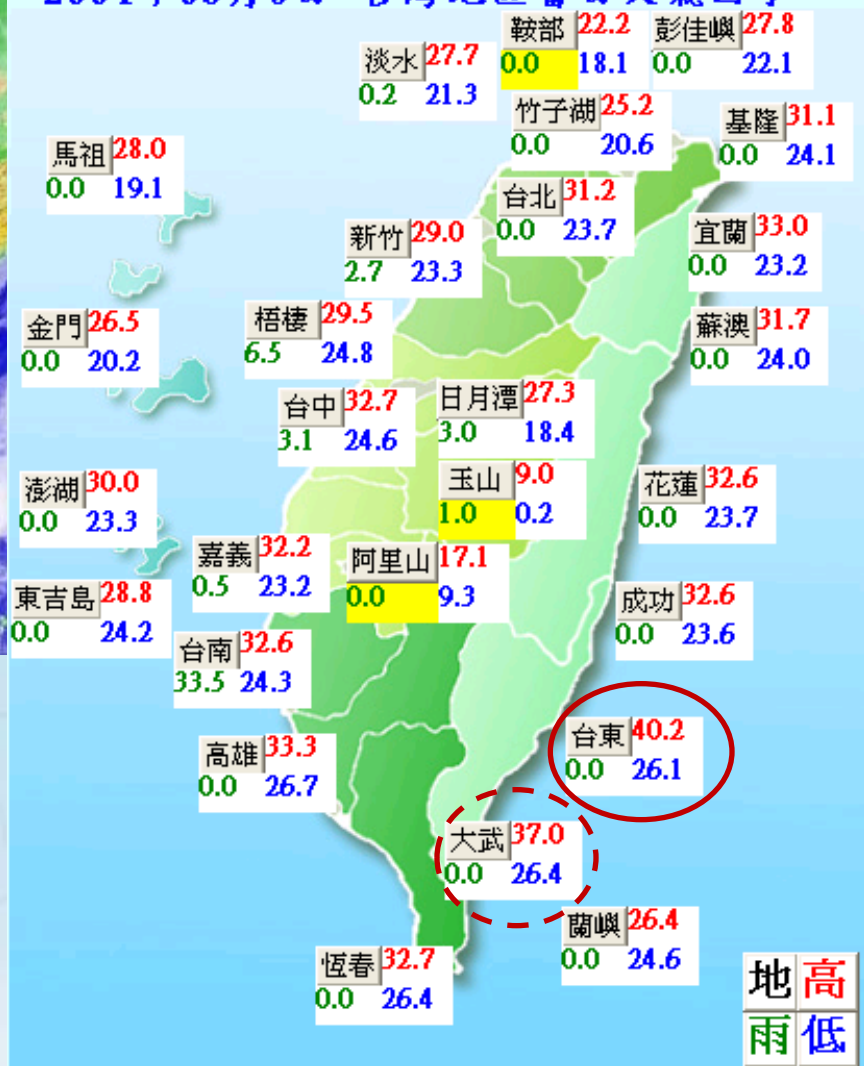 鞍部 22.2
0.0 18.1
彭佳嶼 27.8
0.0 22.1
淡水 27.7
0.2 21.3
竹子湖 25.2
0.0 20.6
基隆 31.1
0.0 24.1
馬祖 28.0
0.0 19.1
台北 31.2
0.0 23.7
新竹 29.0
2.7 23.3
宜蘭 33.0
0.0 23.2
金門 26.5
0.0 20.2
梧棲 29.5
6.5 24.8
蘇澳 31.7
0.0 24.0
台中 32.7
3.1 24.6
日月潭 27.3
3.0 18.4
玉山 9.0
1.0 0.2
花蓮 32.6
0.0 23.7
澎湖 30.0
0.0 23.3
嘉義 32.2
0.5 23.2
阿里山 17.1
0.0 9.3
東吉島 28.8
0.0 24.2
成功 32.6
0.0 23.6
台南 32.6
33.5 24.3
台東 40.2
0.0 26.1
高雄 33.3
0.0 26.7
大武 37.0
0.0 26.4
蘭嶼 26.4
0.0 24.6
恆春 32.7
0.0 26.4
地 高
雨 低